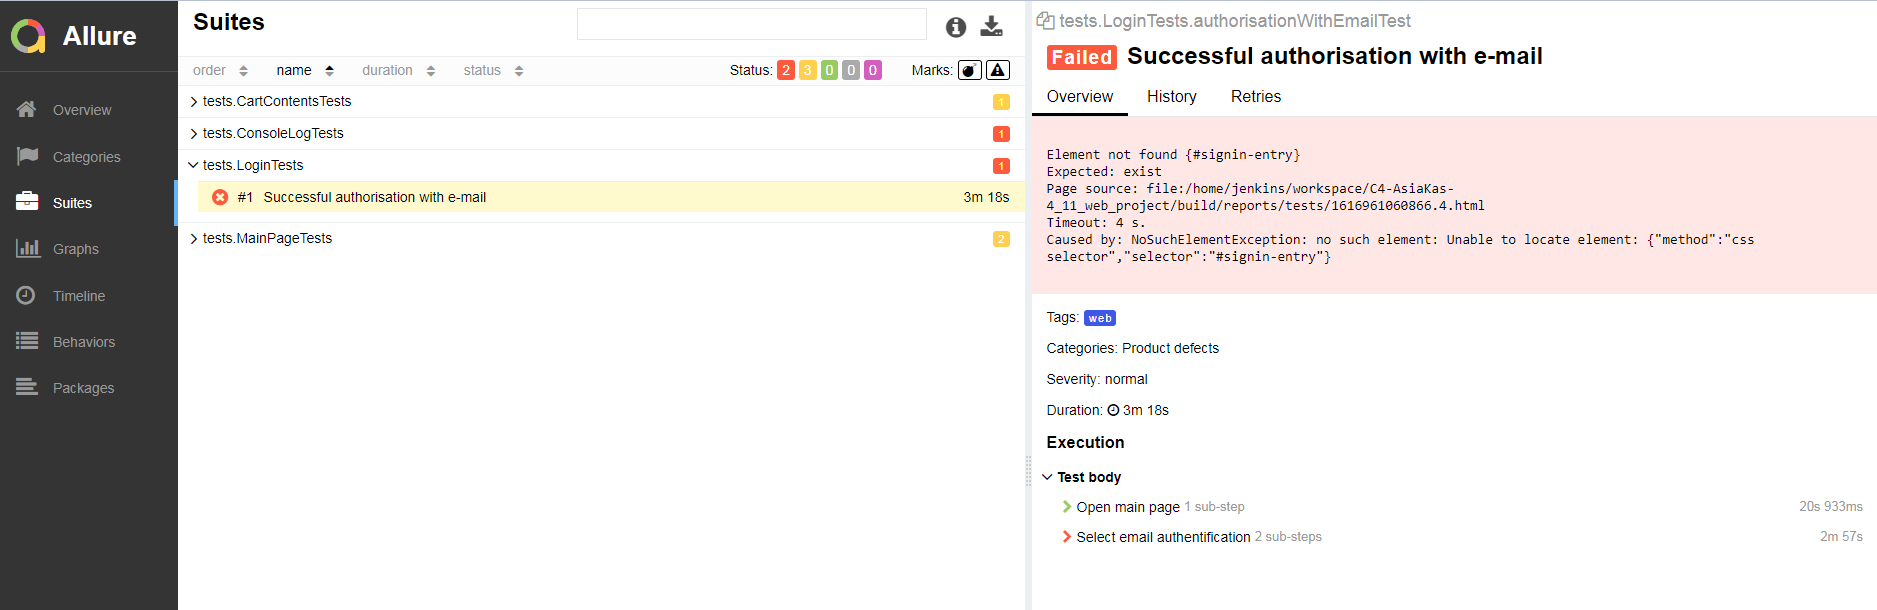 Allure
Overview
Categories
Suites
Graphs
Timeline
Behaviors
Packages
Suites
order name duration status Status: 2 3 0 0 0 Marks:
tests.CartContentsTests 1
tests.ConsoleLogTests 1
tests.LoginTests 1
#1 Successful authorisation with e-mail 3m 18s
tests.MainPageTests 2
tests.LoginTests.authorisationWithEmailTest
Failed Successful authorisation with e-mail
Overview History Retries
Element not found {#signin-entry}
Expected: exist
Page source: file:/home/jenkins/workspace/C4-AsiaKas-
4_11_web_project/build/reports/tests/1616961060866.4.html
Timeout: 4 s.
Caused by: NoSuchElementException: no such element: Unable to locate element: {"method":"css
selector","selector":"#signin-entry"}
Tags: web
Categories: Product defects
Severity: normal
Duration: 3m 18s
Execution
Test body
Open main page 1 sub-step 20s 933ms
Select email authentification 2 sub-steps 2m 57s